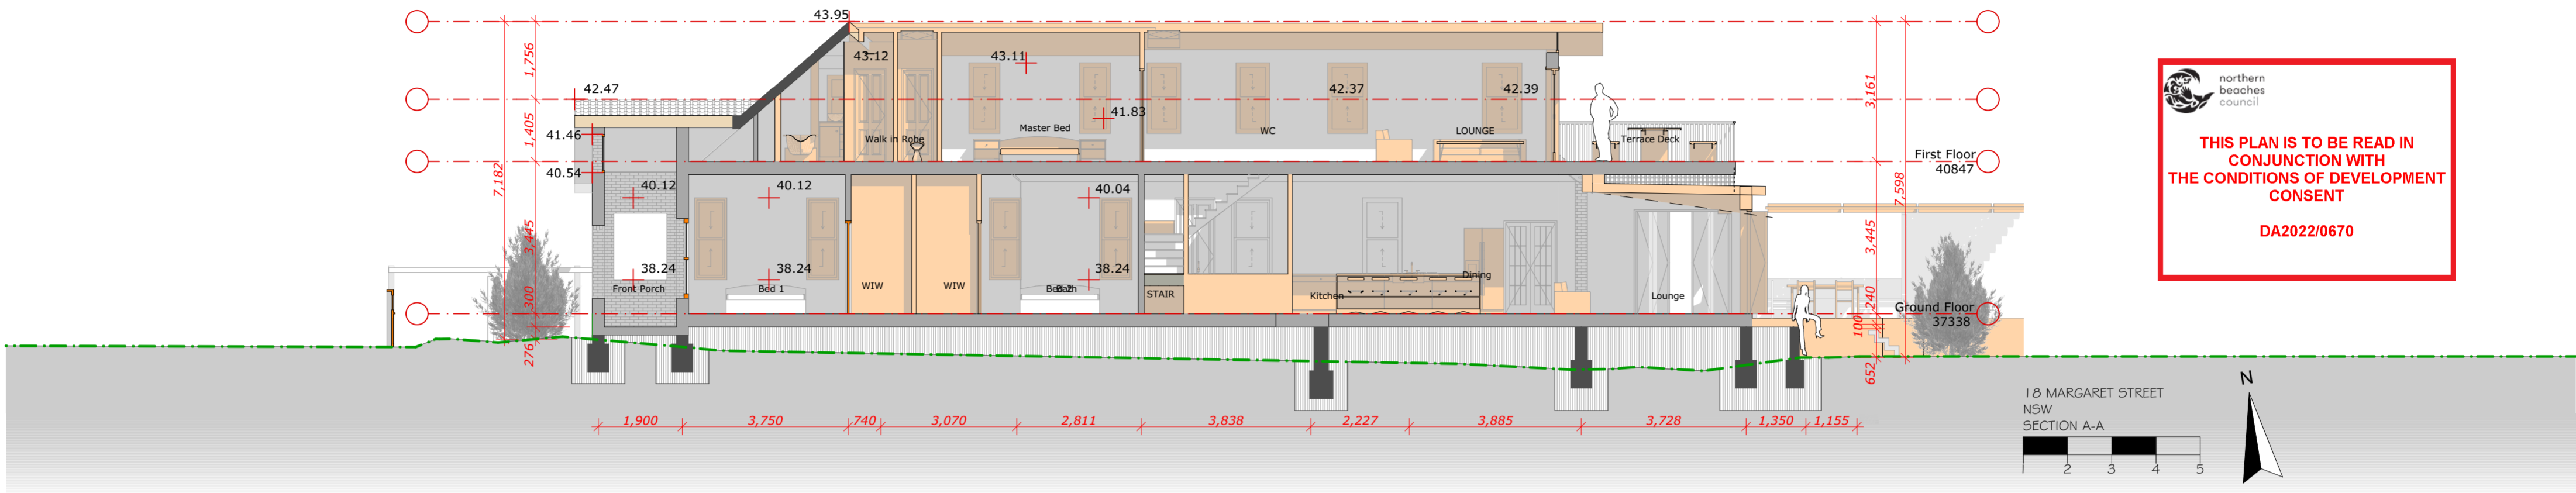 43.95
43.12
43.11
42.47
42.37
42.39
41.83
41.46
40.54
Walk in Robe
Master Bed
WC
LOUNGE
Terrace Deck
First Floor
40847
40.12
40.12
40.04
38.24
38.24
38.24
Front Porch
Bed 1
WIW
WIW
STAIR
Kitchen
Dining
Lounge
Ground Floor
37338
1,756
1,405
7,182
3,445
300
276
3,161
7,598
3,445
240
100
652
1,900
3,750
740
3,070
2,811
3,838
2,227
3,885
3,728
1,350
1,155
northern
beaches
council
THIS PLAN IS TO BE READ IN
CONJUNCTION WITH
THE CONDITIONS OF DEVELOPMENT
CONSENT
DA2022/0670
18 MARGARET STREET
NSW
SECTION A-A
1 2 3 4 5
N